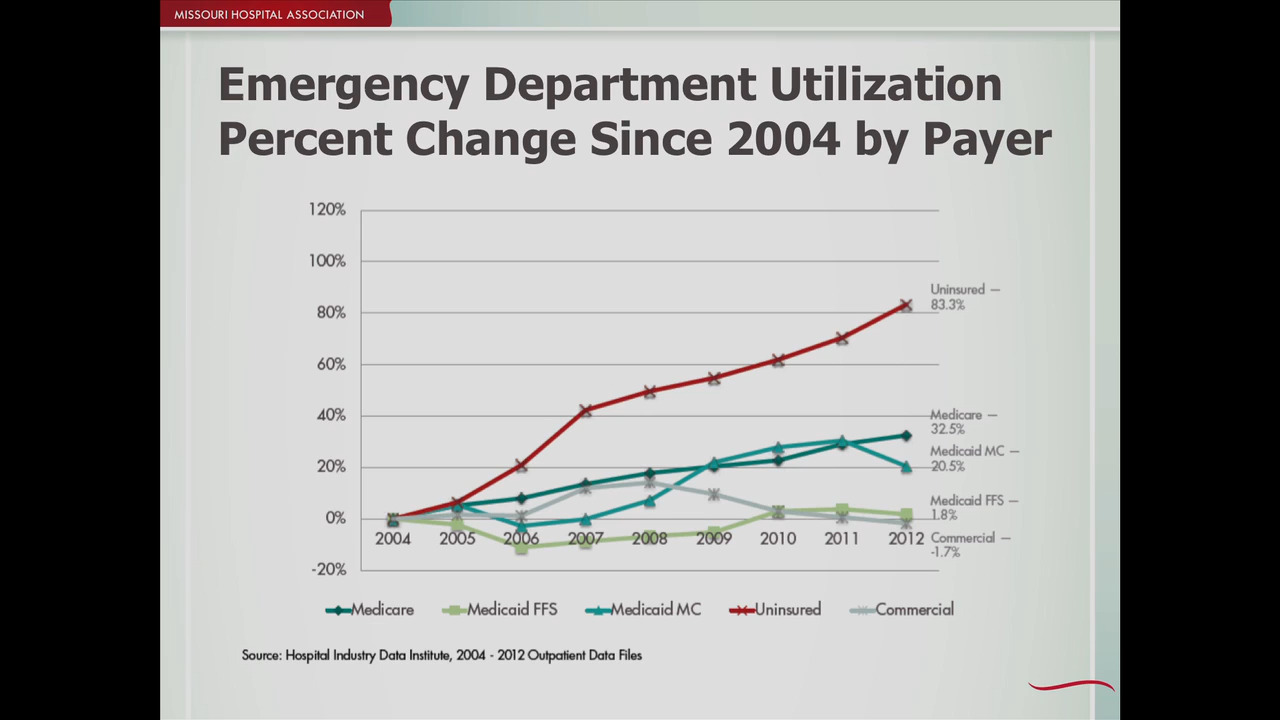 MISSOURI HOSPITAL ASSOCIATION
Emergency Department Utilization
Percent Change Since 2004 by Payer
120%
100%
80%
60%
40%
20%
0%
-20%
2004 2005 2006 2007 2008 2009 2010 2011 2012
Uninsured –
83.3%
Medicare –
32.5%
Medicaid MC –
20.5%
Medicaid FFS –
1.8%
Commercial –
-1.7%
Medicare Medicaid FFS Medicaid MC Uninsured Commercial
Source: Hospital Industry Data Institute, 2004 - 2012 Outpatient Data Files